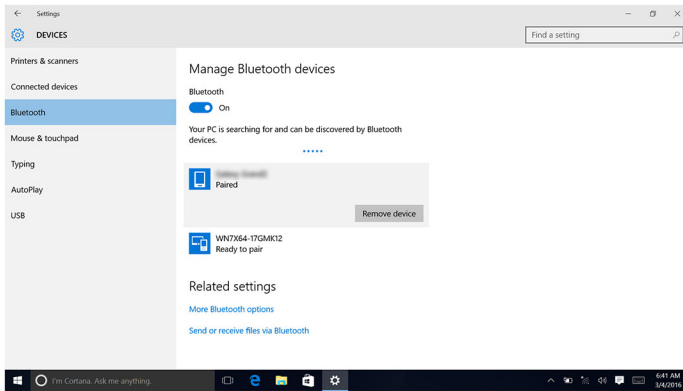 Settings
DEVICES
Find a setting
Printers & scanners
Connected devices
Bluetooth
Mouse & touchpad
Typing
AutoPlay
USB
Manage Bluetooth devices
Bluetooth
On
Your PC is searching for and can be discovered by Bluetooth
devices.
Paired
Remove device
WN7X64-17GMK12
Ready to pair
Related settings
More Bluetooth options
Send or receive files via Bluetooth
I'm Cortana. Ask me anything.
6:41 AM
3/4/2016